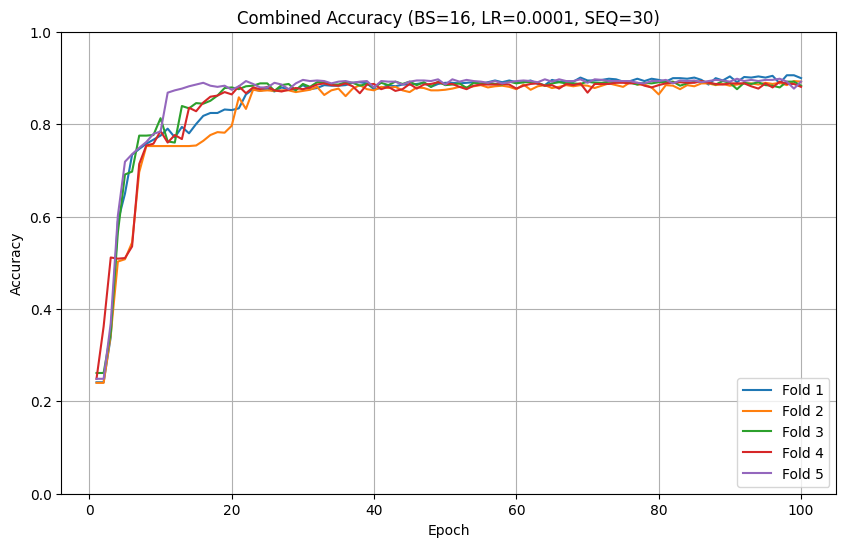 Combined Accuracy (BS=16, LR=0.0001, SEQ=30)
1.0
0.8
0.6
0.4
0.2
0.0
Accuracy
0 20 40 60 80 100
Epoch
Fold 1
Fold 2
Fold 3
Fold 4
Fold 5